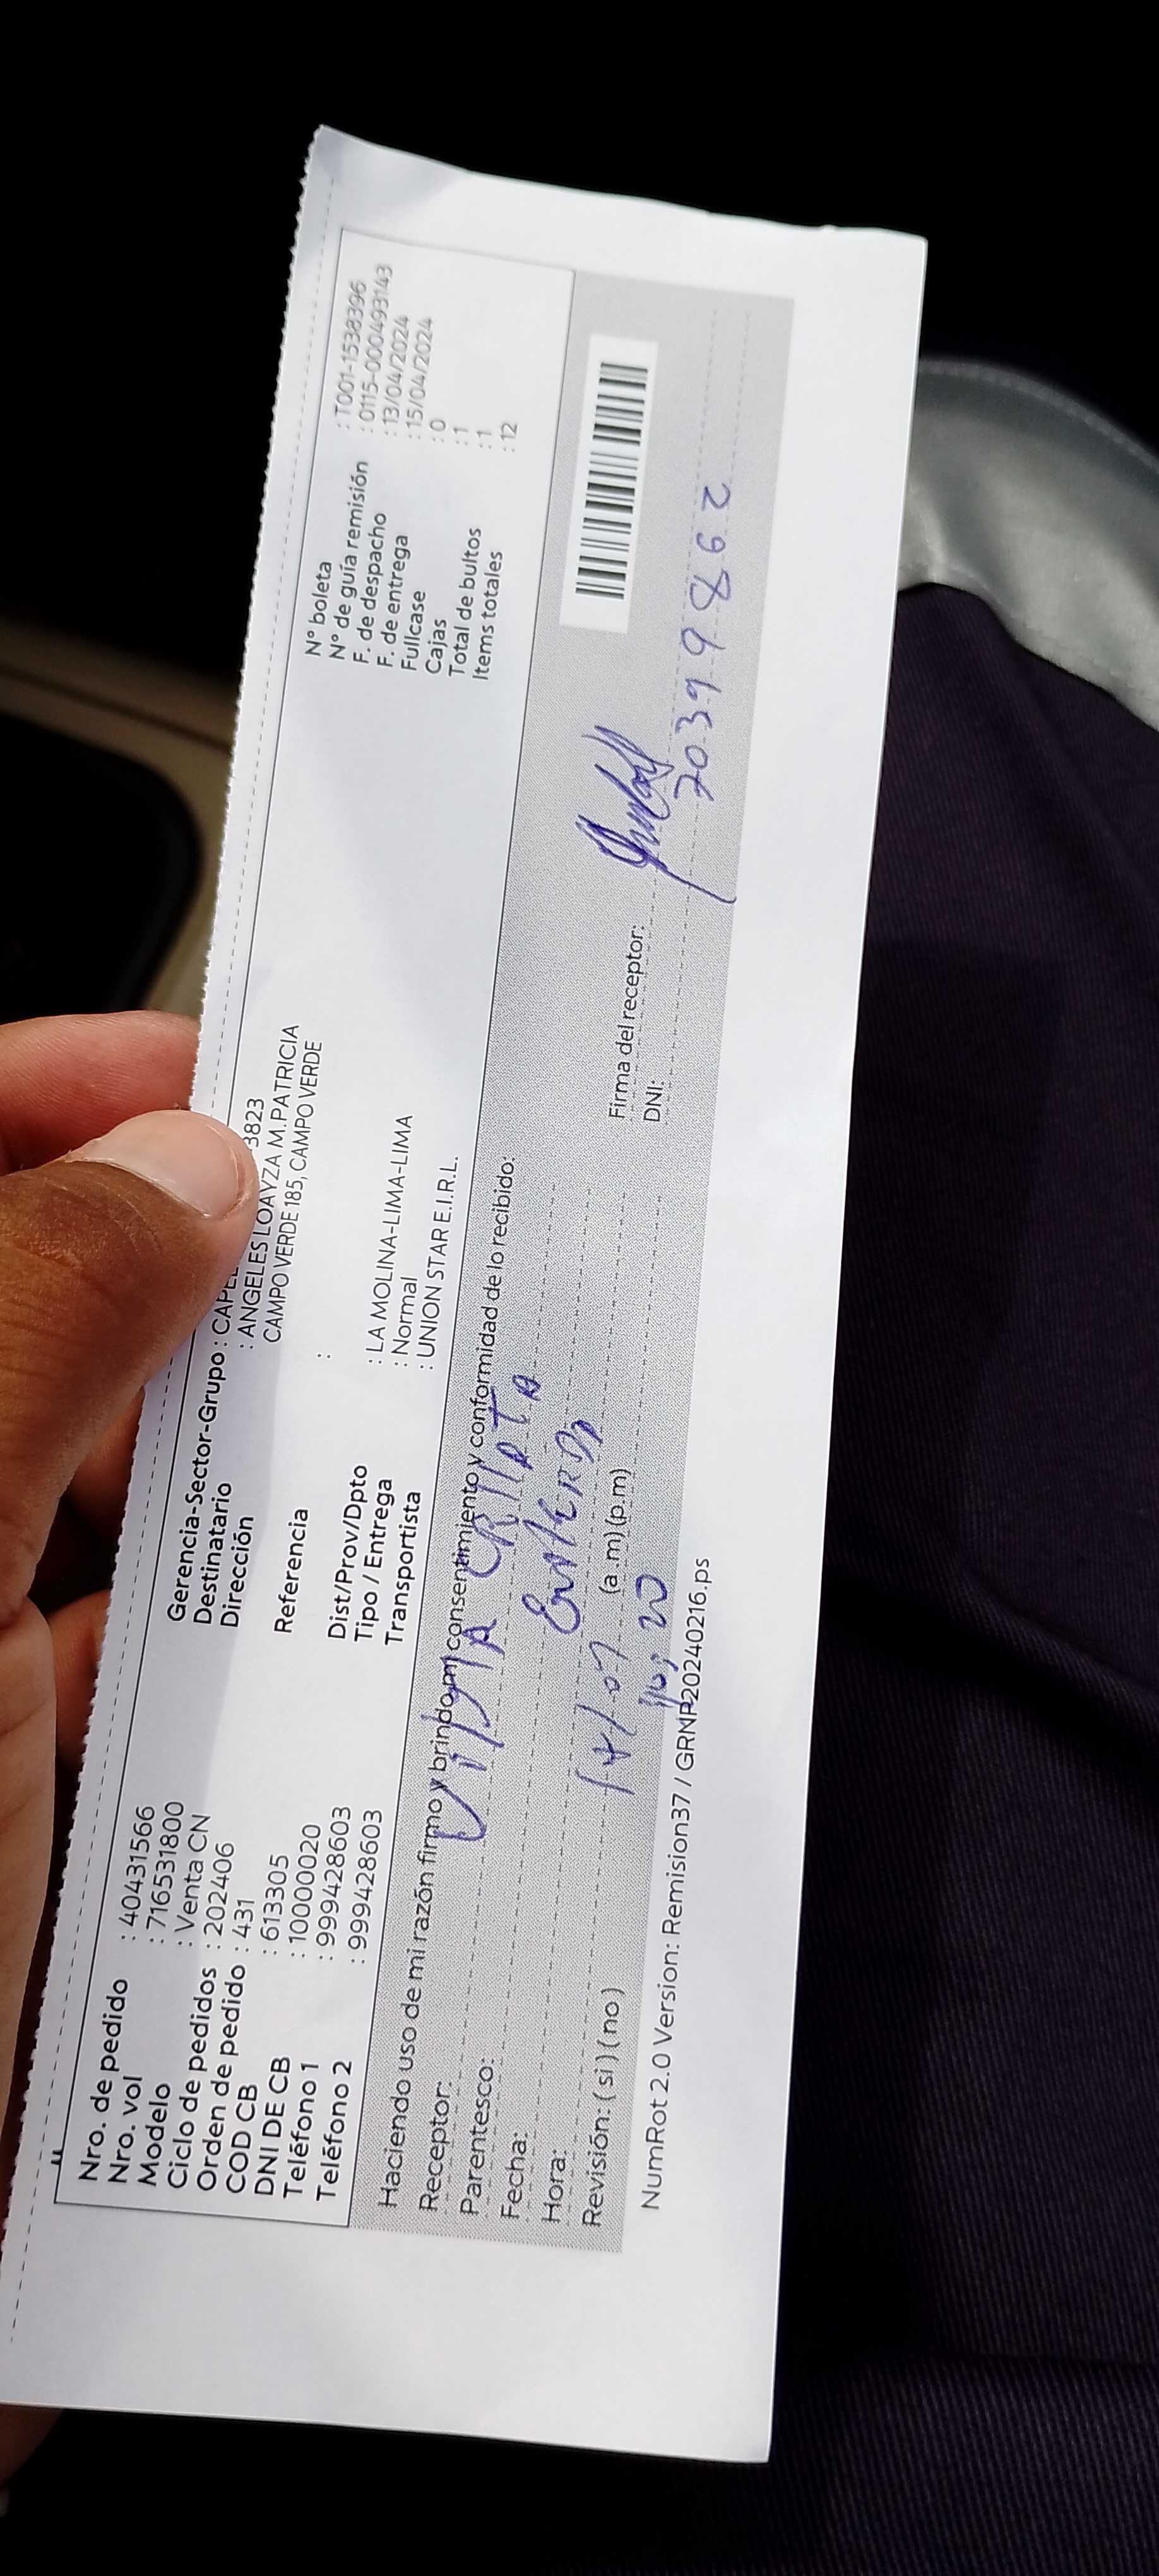 Nro. de pedido : 40431566
Nro. vol : 716531800
Modelo : Venta CN
Ciclo de pedidos : 202406
Orden de pedido : 431
COD CB : 613305
DNI DE CB : 10000020
Teléfono 1 : 999428603
Teléfono 2 : 999428603
Gerencia-Sector-Grupo : 3823
Destinatario : ANGELES LOAYZA M.PATRICIA
Dirección CAMPO VERDE 185, CAMPO VERDE
Referencia :
Dist/Prov/Dpto : LA MOLINA-LIMA-LIMA
Tipo / Entrega : Normal
Transportista : UNION STAR E.I.R.L.
N° boleta : T001-1538396
N° de guía remisión : 0115-000493143
F. de despacho : 13/04/2024
F. de entrega : 15/04/2024
Fullcase : 0
Cajas : 1
Total de bultos : 1
Items totales : 12
Haciendo uso de mi razón firmo y brindo mi consentimiento y conformidad de lo recibido:
Receptor:
Parentesco:
Fecha:
Hora: (a.m) (p.m)
Revisión: ( si ) ( no )
Firma del receptor:
DNI: 70399862
NumRot 2.0 Version: Remision37 / GRNP20240216.ps